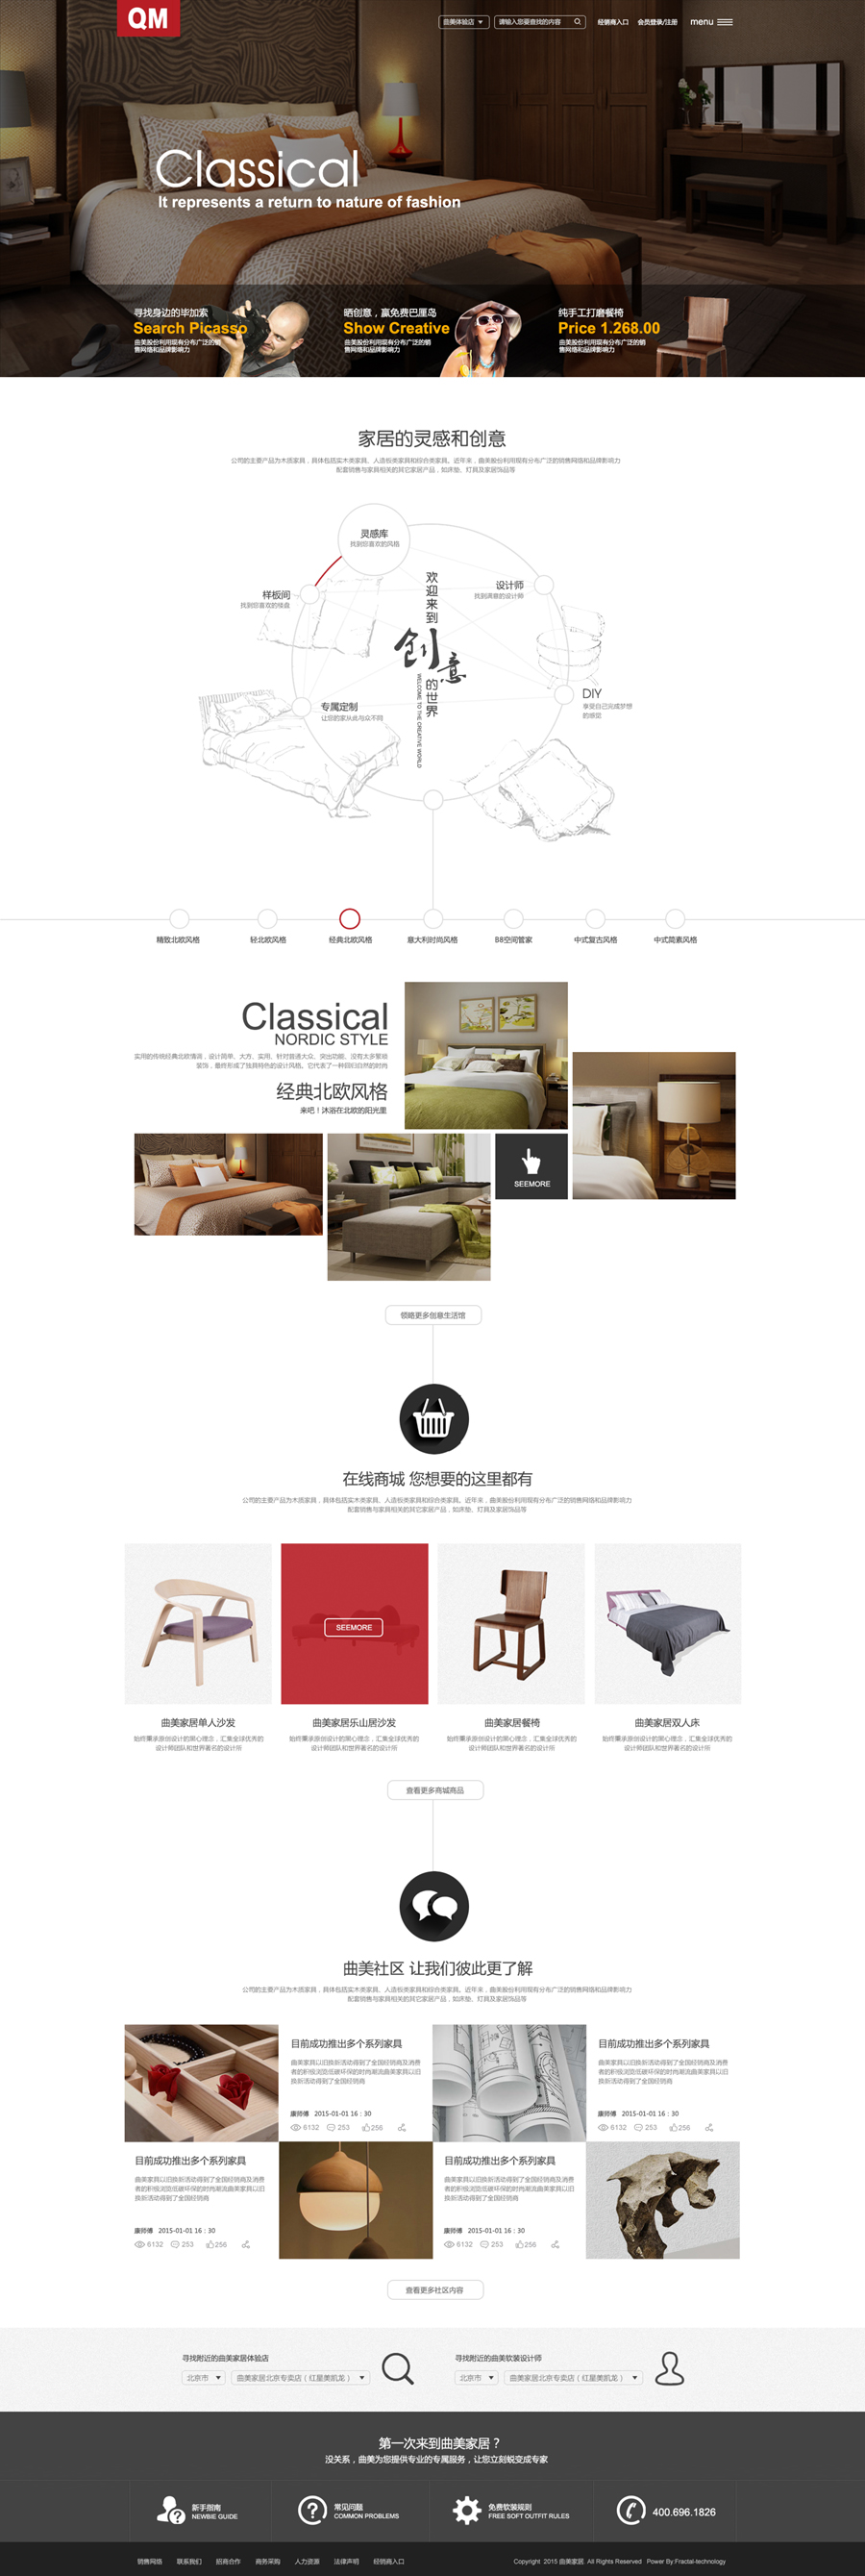 QM
曲美体验店
请输入您要查找的内容
经销商入口
会员登录/注册
menu
Classical
It represents a return to nature of fashion
寻找身边的毕加索
Search Picasso
曲美股份利用现有分布广泛的销
售网络和品牌影响力
晒创意，赢免费巴厘岛
Show Creative
曲美股份利用现有分布广泛的销
售网络和品牌影响力
纯手工打磨餐椅
Price 1.268.00
曲美股份利用现有分布广泛的销
售网络和品牌影响力
家居的灵感和创意
公司的主要产品为木质家具，具体包括实木类家具、人造板类家具和综合类家具。近年来，曲美股份利用现有分布广泛的销售网络和品牌影响力
配套销售与家具相关的其它家居产品，如床垫、灯具及家居饰品等
灵感库
找到您喜欢的风格
样板间
找到您喜欢的楼盘
设计师
找到满意的设计师
欢迎来到
创意
的世界
WELCOME TO THE CREATIVE WORLD
专属定制
让您的家从此与众不同
DIY
享受自己完成梦想
的感觉
精致北欧风格
轻北欧风格
经典北欧风格
意大利时尚风格
B8空间管家
中式复古风格
中式简素风格
Classical
NORDIC STYLE
实用的传统经典北欧情调，设计简单、大方、实用、针对普通大众、突出功能、没有太多繁琐
装饰，最终形成了独具特色的设计风格。它代表了一种回归自然的时尚
经典北欧风格
来吧！沐浴在北欧的阳光里
SEEMORE
领略更多创意生活馆
在线商城 您想要的这里都有
公司的主要产品为木质家具，具体包括实木类家具、人造板类家具和综合类家具。近年来，曲美股份利用现有分布广泛的销售网络和品牌影响力
配套销售与家具相关的其它家居产品，如床垫、灯具及家居饰品等
SEEMORE
曲美家居单人沙发
始终秉承原创设计的核心理念，汇集全球优秀的
设计师团队和世界著名的设计所
曲美家居乐山居沙发
始终秉承原创设计的核心理念，汇集全球优秀的
设计师团队和世界著名的设计所
曲美家居餐椅
始终秉承原创设计的核心理念，汇集全球优秀的
设计师团队和世界著名的设计所
曲美家居双人床
始终秉承原创设计的核心理念，汇集全球优秀的
设计师团队和世界著名的设计所
查看更多商城商品
曲美社区 让我们彼此更了解
公司的主要产品为木质家具，具体包括实木类家具、人造板类家具和综合类家具。近年来，曲美股份利用现有分布广泛的销售网络和品牌影响力
配套销售与家具相关的其它家居产品，如床垫、灯具及家居饰品等
目前成功推出多个系列家具
曲美家具以旧换新活动得到了全国经销商及消费
者的积极浏览低碳环保的时尚潮流曲美家具以旧
换新活动得到了全国经销商
康师傅 2015-01-01 16：30
6132 253 256
目前成功推出多个系列家具
曲美家具以旧换新活动得到了全国经销商及消费
者的积极浏览低碳环保的时尚潮流曲美家具以旧
换新活动得到了全国经销商
康师傅 2015-01-01 16：30
6132 253 256
目前成功推出多个系列家具
曲美家具以旧换新活动得到了全国经销商及消费
者的积极浏览低碳环保的时尚潮流曲美家具以旧
换新活动得到了全国经销商
康师傅 2015-01-01 16：30
6132 253 256
目前成功推出多个系列家具
曲美家具以旧换新活动得到了全国经销商及消费
者的积极浏览低碳环保的时尚潮流曲美家具以旧
换新活动得到了全国经销商
康师傅 2015-01-01 16：30
6132 253 256
查看更多社区内容
寻找附近的曲美家居体验店
北京市
曲美家居北京专卖店（红星美凯龙）
寻找附近的曲美软装设计师
北京市
曲美家居北京专卖店（红星美凯龙）
第一次来到曲美家居？
没关系，曲美为您提供专业的专属服务，让您立刻蜕变成专家
新手指南
NEWBIE GUIDE
常见问题
COMMON PROBLEMS
免费软装规则
FREE SOFT OUTFIT RULES
400.696.1826
销售网络 联系我们 招商合作 商务采购 人力资源 法律声明 经销商入口
Copyright 2015 曲美家居 All Rights Reserved Power By:Fractal-technology